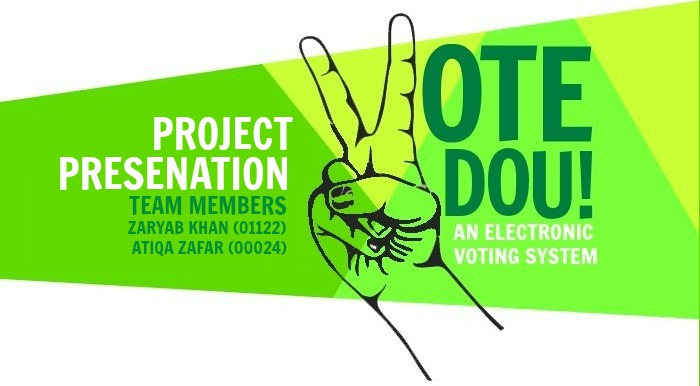 PROJECT
PRESENATION
TEAM MEMBERS
ZARYAB KHAN (01122)
ATIQA ZAFAR (00024)
OTE
DOU!
AN ELECTRONIC
VOTING SYSTEM